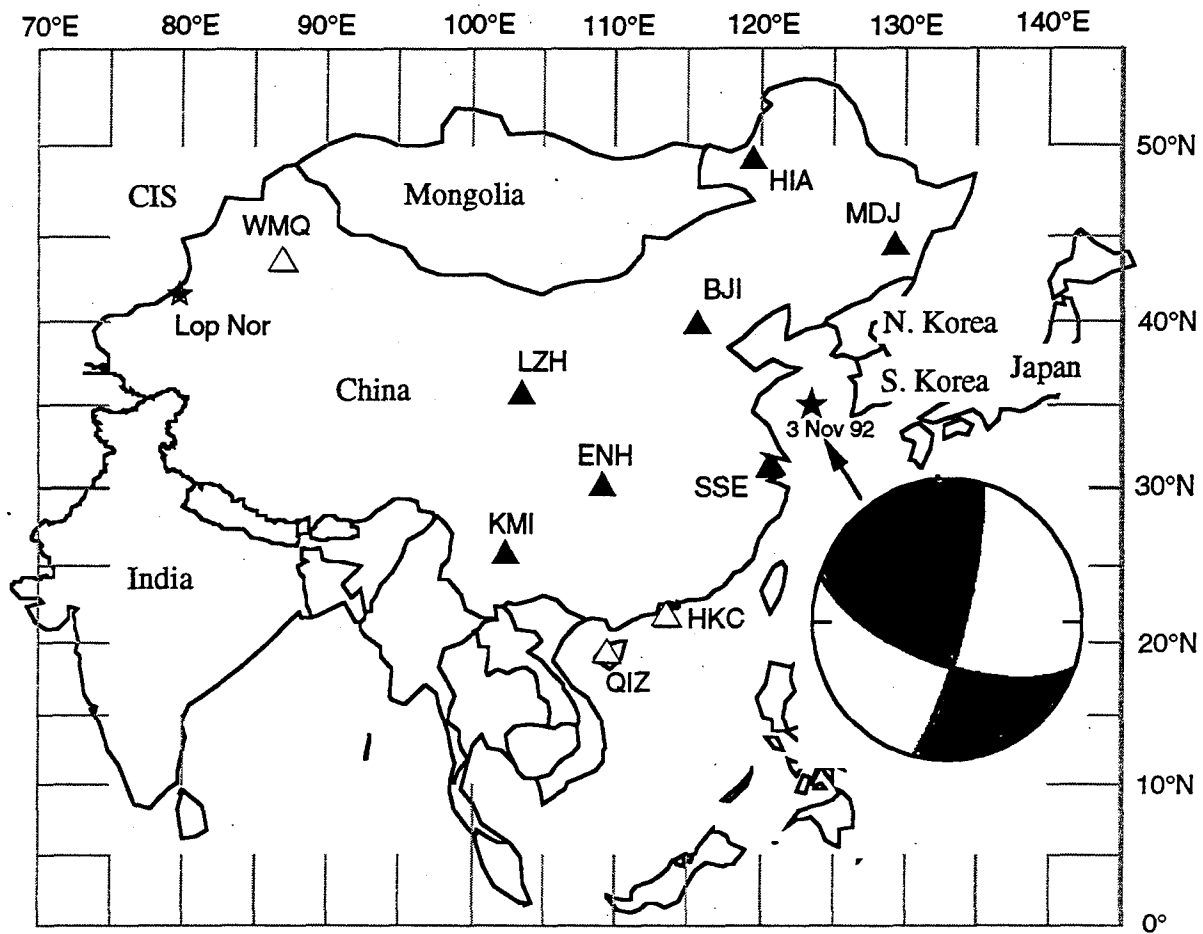 70°E 80°E 90°E 100°E 110°E 120°E 130°E 140°E
50°N
CIS
Mongolia
HIA
WMQ
MDJ
BJI
Lop Nor
N. Korea
40°N
LZH
China
S. Korea
Japan
3 Nov 92
ENH
SSE
30°N
KMI
India
HKC
20°N
QIZ
10°N
0°